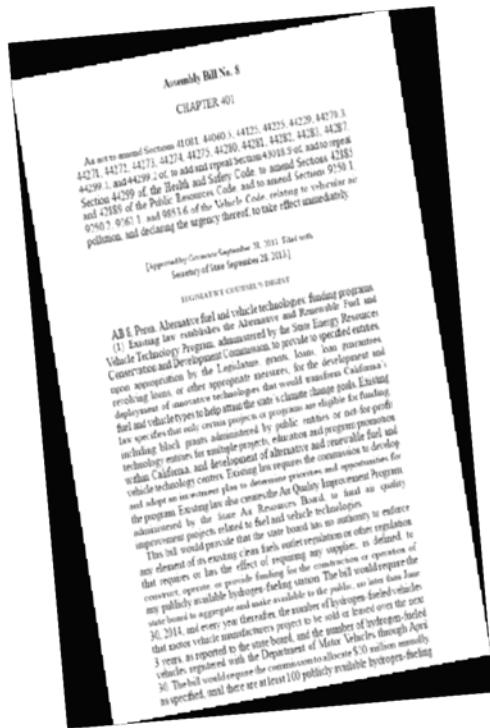 Assembly Bill No. 8
CHAPTER 401
An act to amend Sections 41081, 44060.5, 44125, 44225, 44229, 44270.3,
44271, 44272, 44273, 44274, 44275, 44280, 44281, 44282, 44283, 44287,
44299.1, and 44299.2 of, to add and repeal Section 43018.9 of, and to repeal
Section 44299 of, the Health and Safety Code, to amend Sections 42885
and 42889 of the Public Resources Code, and to amend Sections 9250.1,
9250.2, 9261.1, and 9853.6 of the Vehicle Code, relating to vehicular air
pollution, and declaring the urgency thereof, to take effect immediately.
[Approved by Governor September 28, 2013. Filed with
Secretary of State September 28, 2013.]
LEGISLATIVE COUNSEL'S DIGEST
AB 8, Perea. Alternative fuel and vehicle technologies: funding programs.
(1) Existing law establishes the Alternative and Renewable Fuel and
Vehicle Technology Program, administered by the State Energy Resources
Conservation and Development Commission, to provide to specified entities,
upon appropriation by the Legislature, grants, loans, loan guarantees,
revolving loans, or other appropriate measures, for the development and
deployment of innovative technologies that would transform California's
fuel and vehicle types to help attain the state's climate change goals. Existing
law specifies that only certain projects or programs are eligible for funding,
including block grants administered by public entities or not-for-profit
technology entities for multiple projects, education and program promotion
within California, and development of alternative and renewable fuel and
vehicle technology centers. Existing law requires the commission to develop
and adopt an investment plan to determine priorities and opportunities for
the program. Existing law also creates the Air Quality Improvement Program,
administered by the State Air Resources Board, to fund air quality
improvement projects related to fuel and vehicle technologies.
This bill would provide that the state board has no authority to enforce
any element of its existing clean fuels outlet regulation or other regulation
that requires or has the effect of requiring any supplier, as defined, to
construct, operate, or provide funding for the construction or operation of
any publicly available hydrogen-fueling station. The bill would require the
state board to aggregate and make available to the public, no later than June
30, 2014, and every year thereafter, the number of hydrogen-fueled vehicles
that motor vehicle manufacturers project to be sold or leased over the next
3 years, as reported to the state board, and the number of hydrogen-fueled
vehicles registered with the Department of Motor Vehicles through April
30. The bill would require the commission to allocate $20 million annually,
as specified, until there are at least 100 publicly available hydrogen-fueling